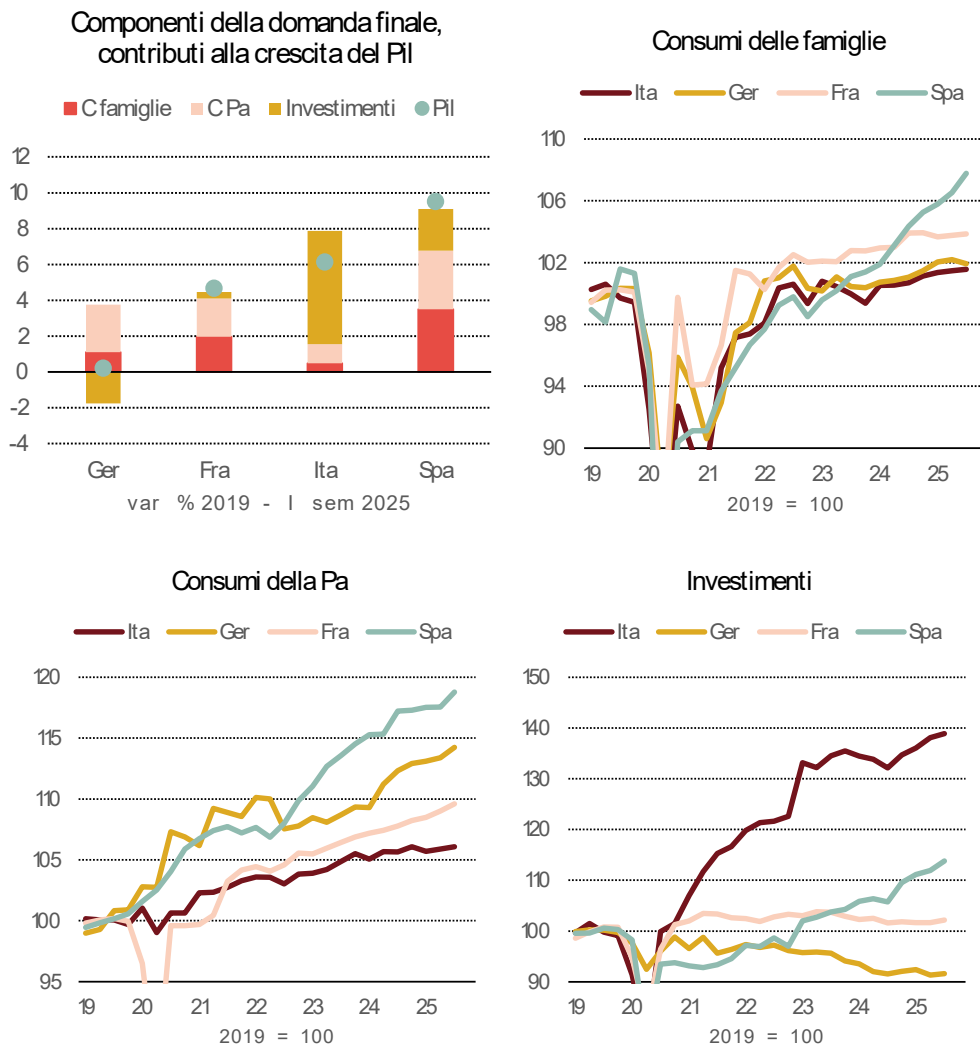 Componenti della domanda finale,
contributi alla crescita del Pil
C famiglie C Pa Investimenti Pil
12
10
8
6
4
2
0
-2
-4
Ger Fra Ita Spa
var % 2019 - I sem 2025
Consumi delle famiglie
Ita Ger Fra Spa
110
106
102
98
94
90
19 20 21 22 23 24 25
2019 = 100
Consumi della Pa
Ita Ger Fra Spa
120
115
110
105
100
95
19 20 21 22 23 24 25
2019 = 100
Investimenti
Ita Ger Fra Spa
150
140
130
120
110
100
90
19 20 21 22 23 24 25
2019 = 100